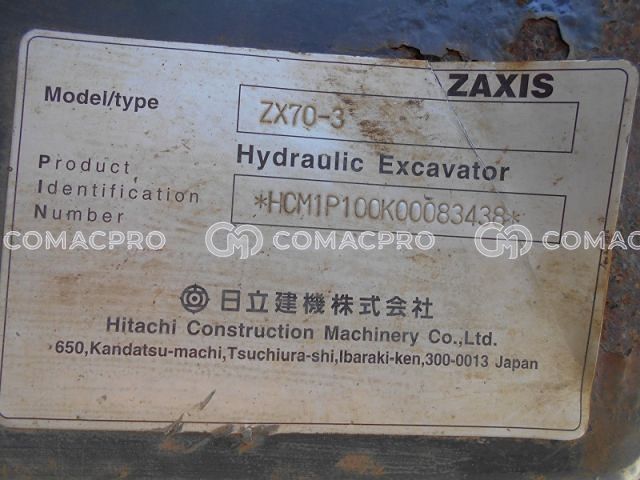 ZAXIS
Model/type ZX70-3
Hydraulic Excavator
Product
Identification
Number
*HCM1P100K00083438*
COMACPRO COMACPRO COMACPRO
日立建機株式会社
Hitachi Construction Machinery Co.,Ltd.
650,Kandatsu-machi,Tsuchiura-shi,Ibaraki-ken,300-0013 Japan